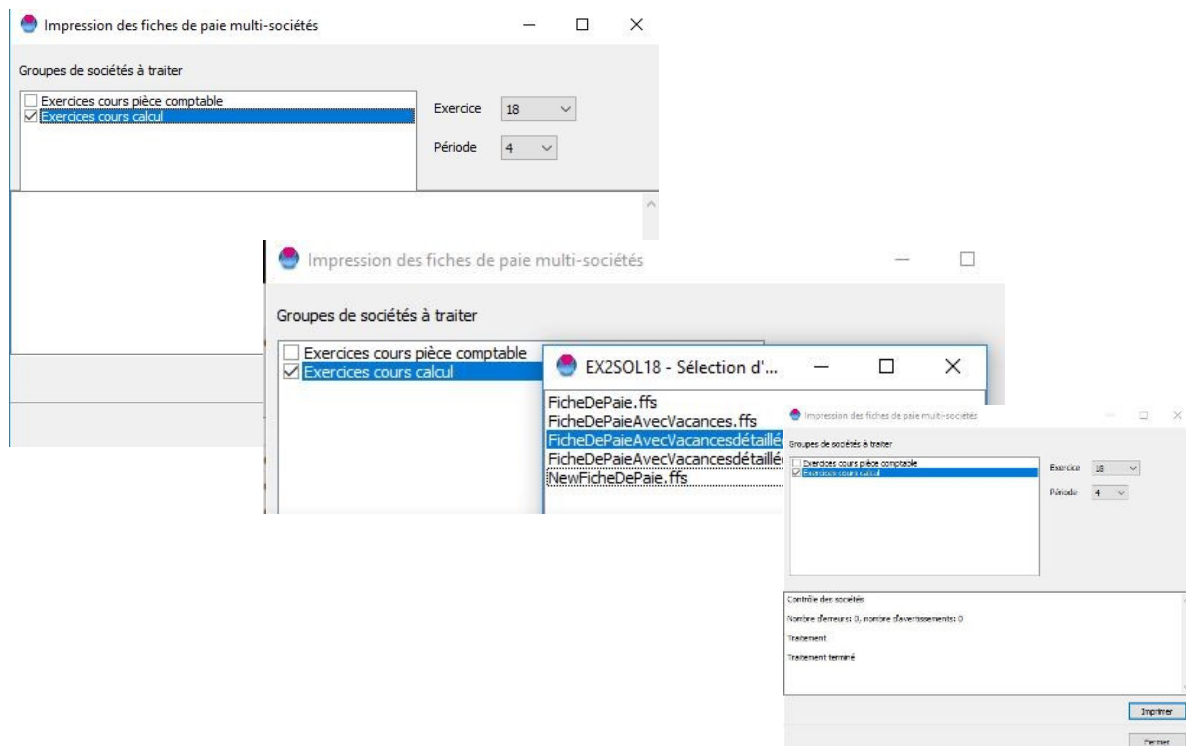 Impression des fiches de paie multi-sociétés
Groupes de sociétés à traiter
Exercices cours pièce comptable
Exercices cours calcul
Exercice 18
Période 4
Impression des fiches de paie multi-sociétés
Groupes de sociétés à traiter
Exercices cours pièce comptable
Exercices cours calcul
EX2SOL18 - Sélection d'...
FicheDePaie.ffs
FicheDePaieAvecVacances.ffs
FicheDePaieAvecVacancesdétaillé
FicheDePaieAvecVacancesdétaillé
NewFicheDePaie.ffs
Impression des fiches de paie multi-sociétés
Groupes de sociétés à traiter
Exercices cours pièce comptable
Exercices cours calcul
Exercice 18
Période 4
Contrôle des sociétés
Nombre d'erreurs: 0, nombre d'avertissements: 0
Traitement
Traitement terminé
Imprimer
Fermer